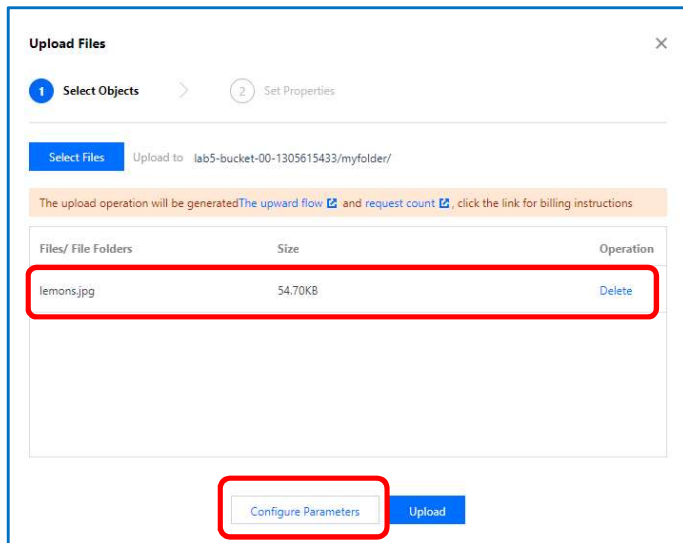 Upload Files
1 Select Objects 2 Set Properties
Select Files Upload to lab5-bucket-00-1305615433/myfolder/
The upload operation will be generatedThe upward flow and request count , click the link for billing instructions
Files/ File Folders Size Operation
lemons.jpg 54.70KB Delete
Configure Parameters Upload